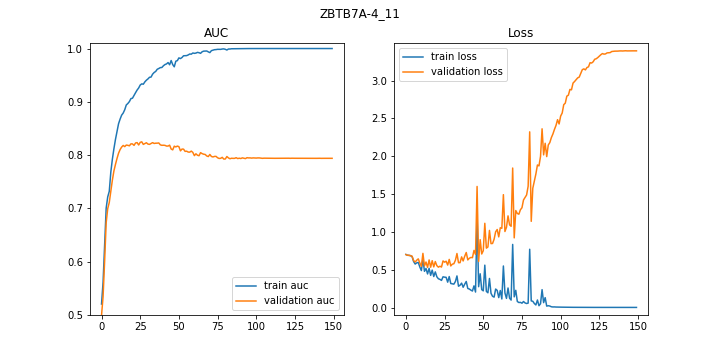 ZBTB7A-4_11
AUC
Loss
1.0
0.9
0.8
0.7
0.6
0.5
0 25 50 75 100 125 150
train auc
validation auc
3.0
2.5
2.0
1.5
1.0
0.5
0.0
0 25 50 75 100 125 150
train loss
validation loss